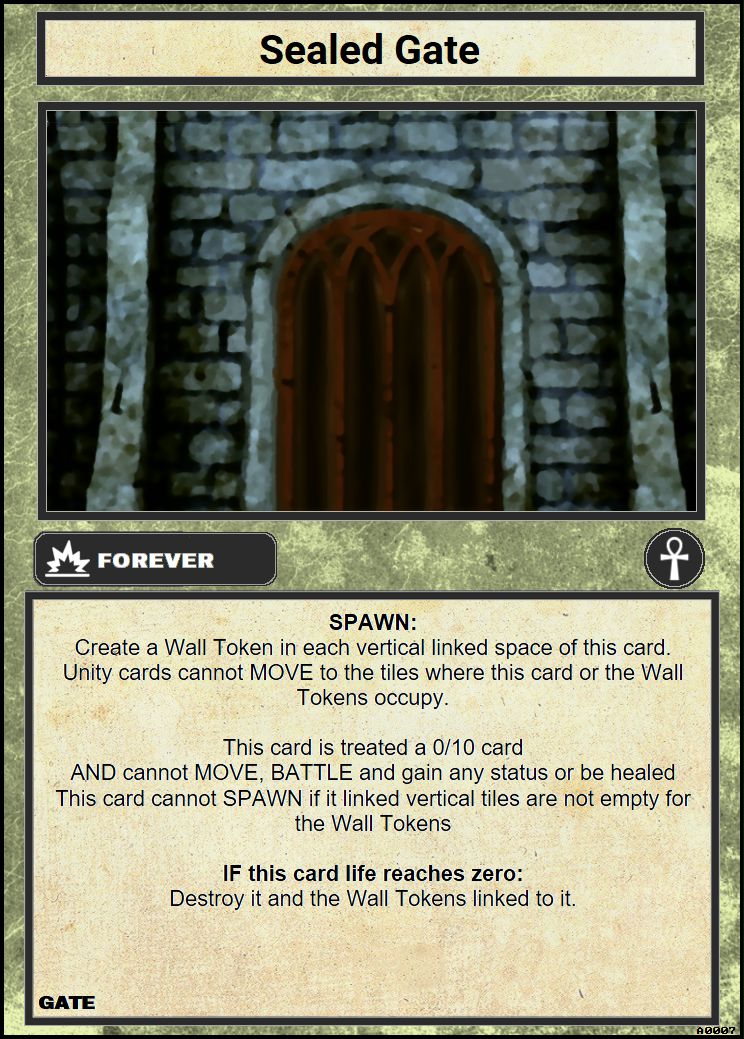 Sealed Gate
FOREVER
SPAWN:
Create a Wall Token in each vertical linked space of this card.
Unity cards cannot MOVE to the tiles where this card or the Wall
Tokens occupy.
This card is treated a 0/10 card
AND cannot MOVE, BATTLE and gain any status or be healed
This card cannot SPAWN if it linked vertical tiles are not empty for
the Wall Tokens
IF this card life reaches zero:
Destroy it and the Wall Tokens linked to it.
GATE
A0007